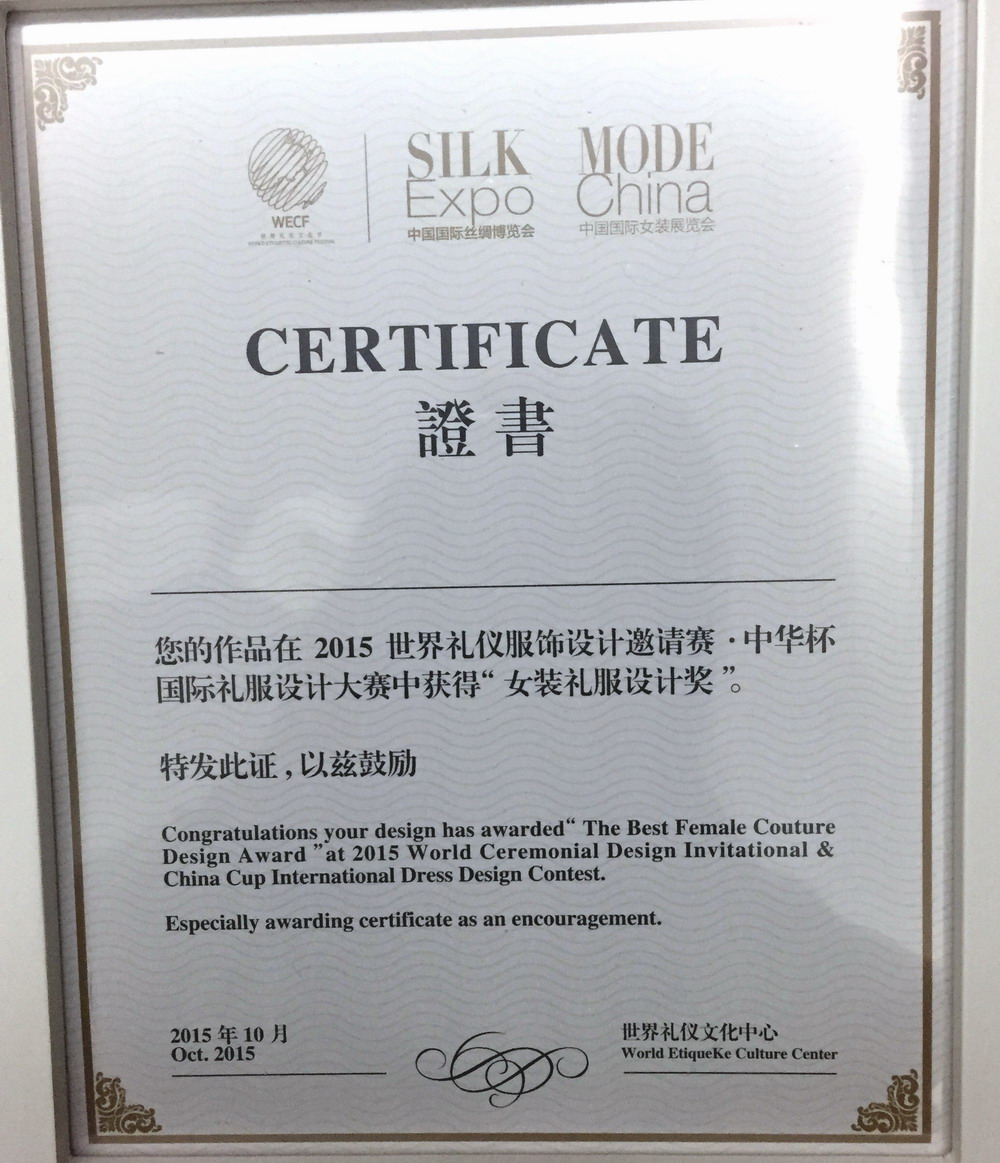 WECF
SILK
Expo
中国国际丝绸博览会
MODE
China
中国国际女装展览会
CERTIFICATE
證書
您的作品在 2015 世界礼仪服饰设计邀请赛·中华杯
国际礼服设计大赛中获得“女装礼服设计奖”。
特发此证,以兹鼓励
Congratulations your design has awarded“ The Best Female Couture
Design Award ”at 2015 World Ceremonial Design Invitational &
China Cup International Dress Design Contest.
Especially awarding certificate as an encouragement.
2015 年 10 月
Oct. 2015
世界礼仪文化中心
World EtiqueKe Culture Center